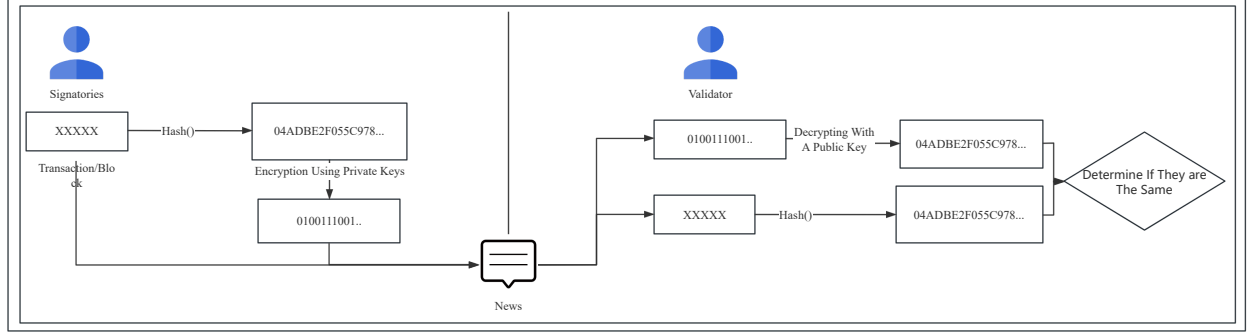 Signatories
XXXXX
Hash()
04ADBE2F055C978...
Transaction/Blo
ck
Encryption Using Private Keys
0100111001..
News
Validator
0100111001..
Decrypting With
A Public Key
04ADBE2F055C978...
XXXXX
Hash()
04ADBE2F055C978...
Determine If They are
The Same